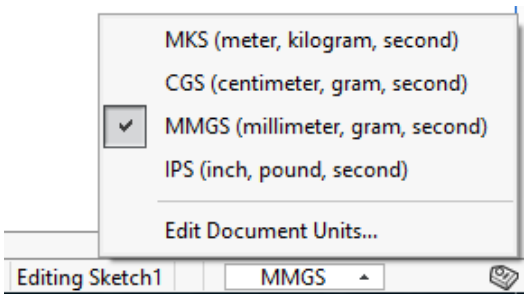 MKS (meter, kilogram, second)
CGS (centimeter, gram, second)
MMGS (millimeter, gram, second)
IPS (inch, pound, second)
Edit Document Units...
Editing Sketch1 MMGS